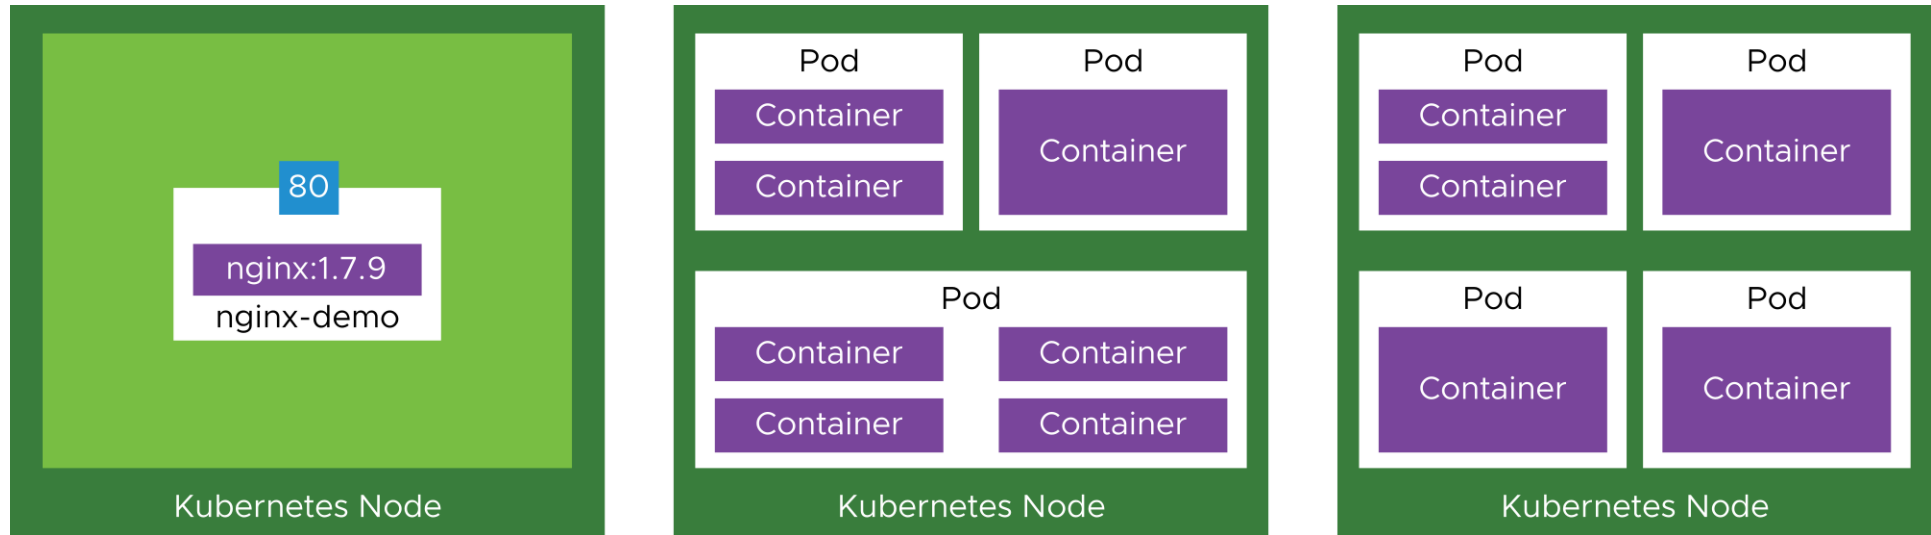 80
nginx:1.7.9
nginx-demo
Kubernetes Node
Pod
Container
Container
Pod
Container
Pod
Container
Container
Container
Container
Kubernetes Node
Pod
Container
Container
Pod
Container
Pod
Container
Pod
Container
Kubernetes Node